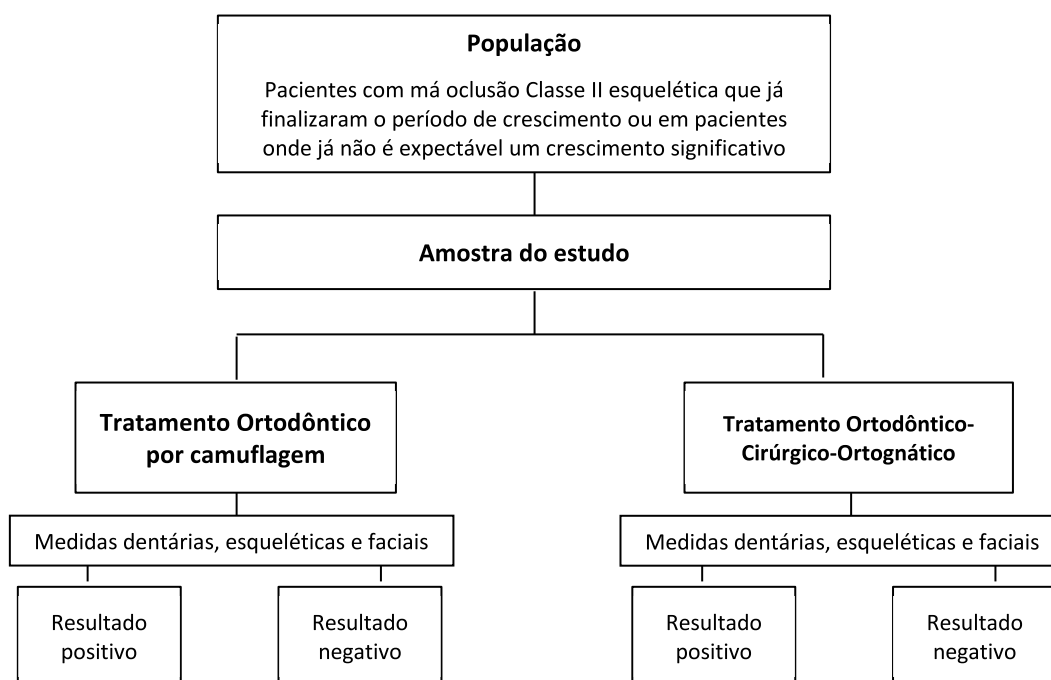 População
Pacientes com má oclusão Classe II esquelética que já
finalizaram o período de crescimento ou em pacientes
onde já não é expectável um crescimento significativo
Amostra do estudo
Tratamento Ortodôntico
por camuflagem
Tratamento Ortodôntico-
Cirúrgico-Ortognático
Medidas dentárias, esqueléticas e faciais
Medidas dentárias, esqueléticas e faciais
Resultado
positivo
Resultado
negativo
Resultado
positivo
Resultado
negativo